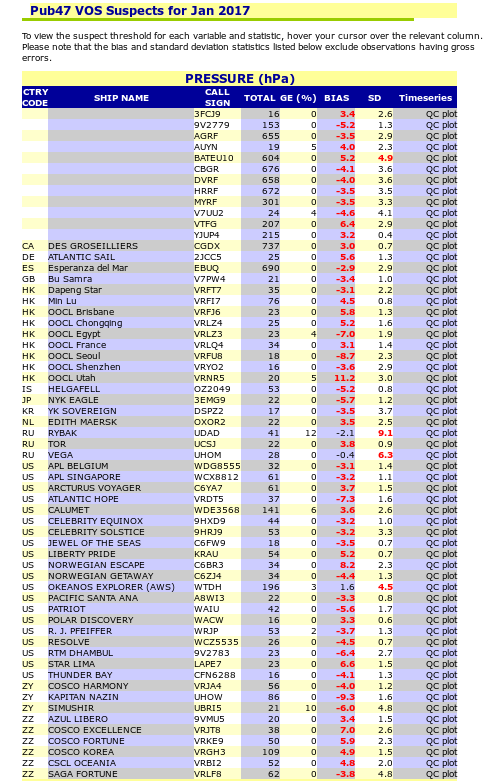 Pub47 VOS Suspects for Jan 2017
To view the suspect threshold for each variable and statistic, hover your cursor over the relevant column.
Please note that the bias and standard deviation statistics listed below exclude observations having gross
errors.
PRESSURE (hPa)
CTRY CODE SHIP NAME CALL SIGN TOTAL GE (%) BIAS SD Timeseries
3FCJ9 16 0 3.4 2.6 QC plot
9V2779 153 0 -5.2 1.3 QC plot
AGRF 655 0 -3.5 2.9 QC plot
AUYN 19 5 4.0 2.3 QC plot
BATEU10 604 0 5.2 4.9 QC plot
CBGR 676 0 -4.1 3.6 QC plot
DVRF 658 0 -4.0 3.6 QC plot
HRRF 672 0 -3.5 3.5 QC plot
MYRF 301 0 -3.5 3.3 QC plot
V7UU2 24 4 -4.6 4.1 QC plot
VTFG 207 0 6.4 2.9 QC plot
YJUP4 215 0 3.2 0.4 QC plot
CA DES GROSEILLIERS CGDX 737 0 3.0 0.7 QC plot
DE ATLANTIC SAIL 2JCC5 25 0 5.6 1.3 QC plot
ES Esperanza del Mar EBUQ 690 0 -2.9 2.9 QC plot
GB Bu Samra V7PW4 21 0 -3.4 1.0 QC plot
HK Dapeng Star VRFT7 35 0 -3.1 2.2 QC plot
HK Min Lu VRFI7 76 0 4.5 0.8 QC plot
HK OOCL Brisbane VRFJ6 23 0 5.8 1.3 QC plot
HK OOCL Chongqing VRLZ4 25 0 5.2 1.6 QC plot
HK OOCL Egypt VRLZ3 23 4 -7.0 1.9 QC plot
HK OOCL France VRLQ4 34 0 3.1 1.4 QC plot
HK OOCL Seoul VRFU8 18 0 -8.7 2.3 QC plot
HK OOCL Shenzhen VRYO2 16 0 -3.6 2.9 QC plot
HK OOCL Utah VRNR5 20 5 11.2 3.0 QC plot
IS HELGAFELL OZ2049 53 0 -5.2 0.8 QC plot
JP NYK EAGLE 3EMG9 22 0 -5.7 1.2 QC plot
KR YK SOVEREIGN DSPZ2 17 0 -3.5 3.7 QC plot
NL EDITH MAERSK OXOR2 22 0 3.5 2.5 QC plot
RU RYBAK UDAD 41 12 -2.1 9.1 QC plot
RU TOR UCSJ 22 0 3.8 0.9 QC plot
RU VEGA UHOM 28 0 -0.4 6.3 QC plot
US APL BELGIUM WDG8555 32 0 -3.1 1.4 QC plot
US APL SINGAPORE WCX8812 61 0 -3.2 1.1 QC plot
US ARCTURUS VOYAGER C6YA7 61 0 3.7 1.5 QC plot
US ATLANTIC HOPE VRDT5 37 0 -7.3 1.6 QC plot
US CALUMET WDE3568 141 6 3.6 2.6 QC plot
US CELEBRITY EQUINOX 9HXD9 44 0 -3.2 1.0 QC plot
US CELEBRITY SOLSTICE 9HRJ9 53 0 -3.2 3.3 QC plot
US JEWEL OF THE SEAS C6FW9 18 0 -3.5 0.7 QC plot
US LIBERTY PRIDE KRAU 54 0 5.2 0.7 QC plot
US NORWEGIAN ESCAPE C6BR3 34 0 8.2 2.3 QC plot
US NORWEGIAN GETAWAY C6ZJ4 34 0 -4.4 1.3 QC plot
US OKEANOS EXPLORER (AWS) WTDH 196 3 1.6 4.5 QC plot
US PACIFIC SANTA ANA A8WI3 22 0 -3.3 0.8 QC plot
US PATRIOT WAIU 42 0 -5.6 1.7 QC plot
US POLAR DISCOVERY WACW 16 0 3.3 0.6 QC plot
US R. J. PFEIFFER WRJP 53 2 -3.7 1.3 QC plot
US RESOLVE WCZ5535 26 0 -4.5 0.7 QC plot
US RTM DHAMBUL 9V2783 23 0 -6.4 2.7 QC plot
US STAR LIMA LAPE7 23 0 6.6 1.5 QC plot
US THUNDER BAY CFN6288 16 0 -4.1 1.3 QC plot
ZY COSCO HARMONY VRJA4 56 0 -4.0 1.2 QC plot
ZY KAPITAN NAZIN UHOW 86 0 -9.3 1.6 QC plot
ZY SIMUSHIR UBRI5 21 10 -6.0 4.8 QC plot
ZZ AZUL LIBERO 9VMU5 20 0 3.4 1.5 QC plot
ZZ COSCO EXCELLENCE VRJT8 38 0 7.0 2.6 QC plot
ZZ COSCO FORTUNE VRKE9 50 0 5.9 2.3 QC plot
ZZ COSCO KOREA VRGH3 109 0 4.9 1.5 QC plot
ZZ CSCL OCEANIA VRBI2 52 0 4.8 2.0 QC plot
ZZ SAGA FORTUNE VRLF8 62 0 -3.8 4.8 QC plot